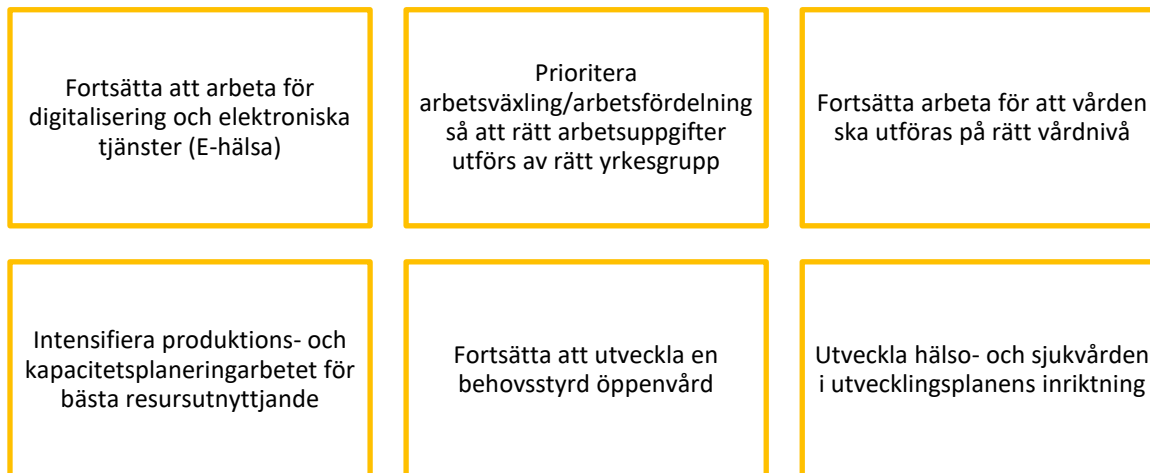 Fortsätta att arbeta för
digitalisering och elektroniska
tjänster (E-hälsa)
Prioritera
arbetsväxling/arbetsfördelning
så att rätt arbetsuppgifter
utförs av rätt yrkesgrupp
Fortsätta arbeta för att vården
ska utföras på rätt vårdnivå
Intensifiera produktions- och
kapacitetsplaneringarbetet för
bästa resursutnyttjande
Fortsätta att utveckla en
behovsstyrd öppenvård
Utveckla hälso- och sjukvården
i utvecklingsplanens inriktning